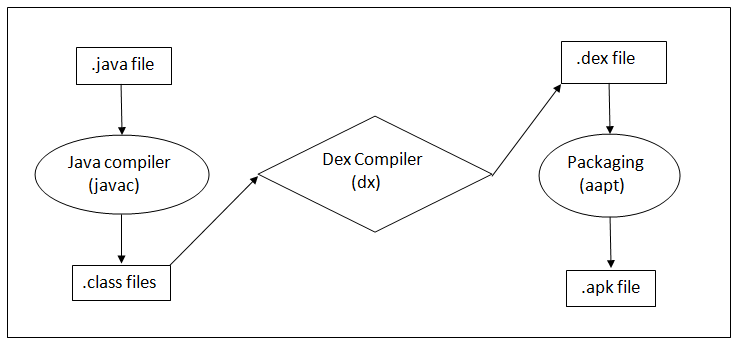 .java file
Java compiler
(javac)
.class files
Dex Compiler
(dx)
.dex file
Packaging
(aapt)
.apk file